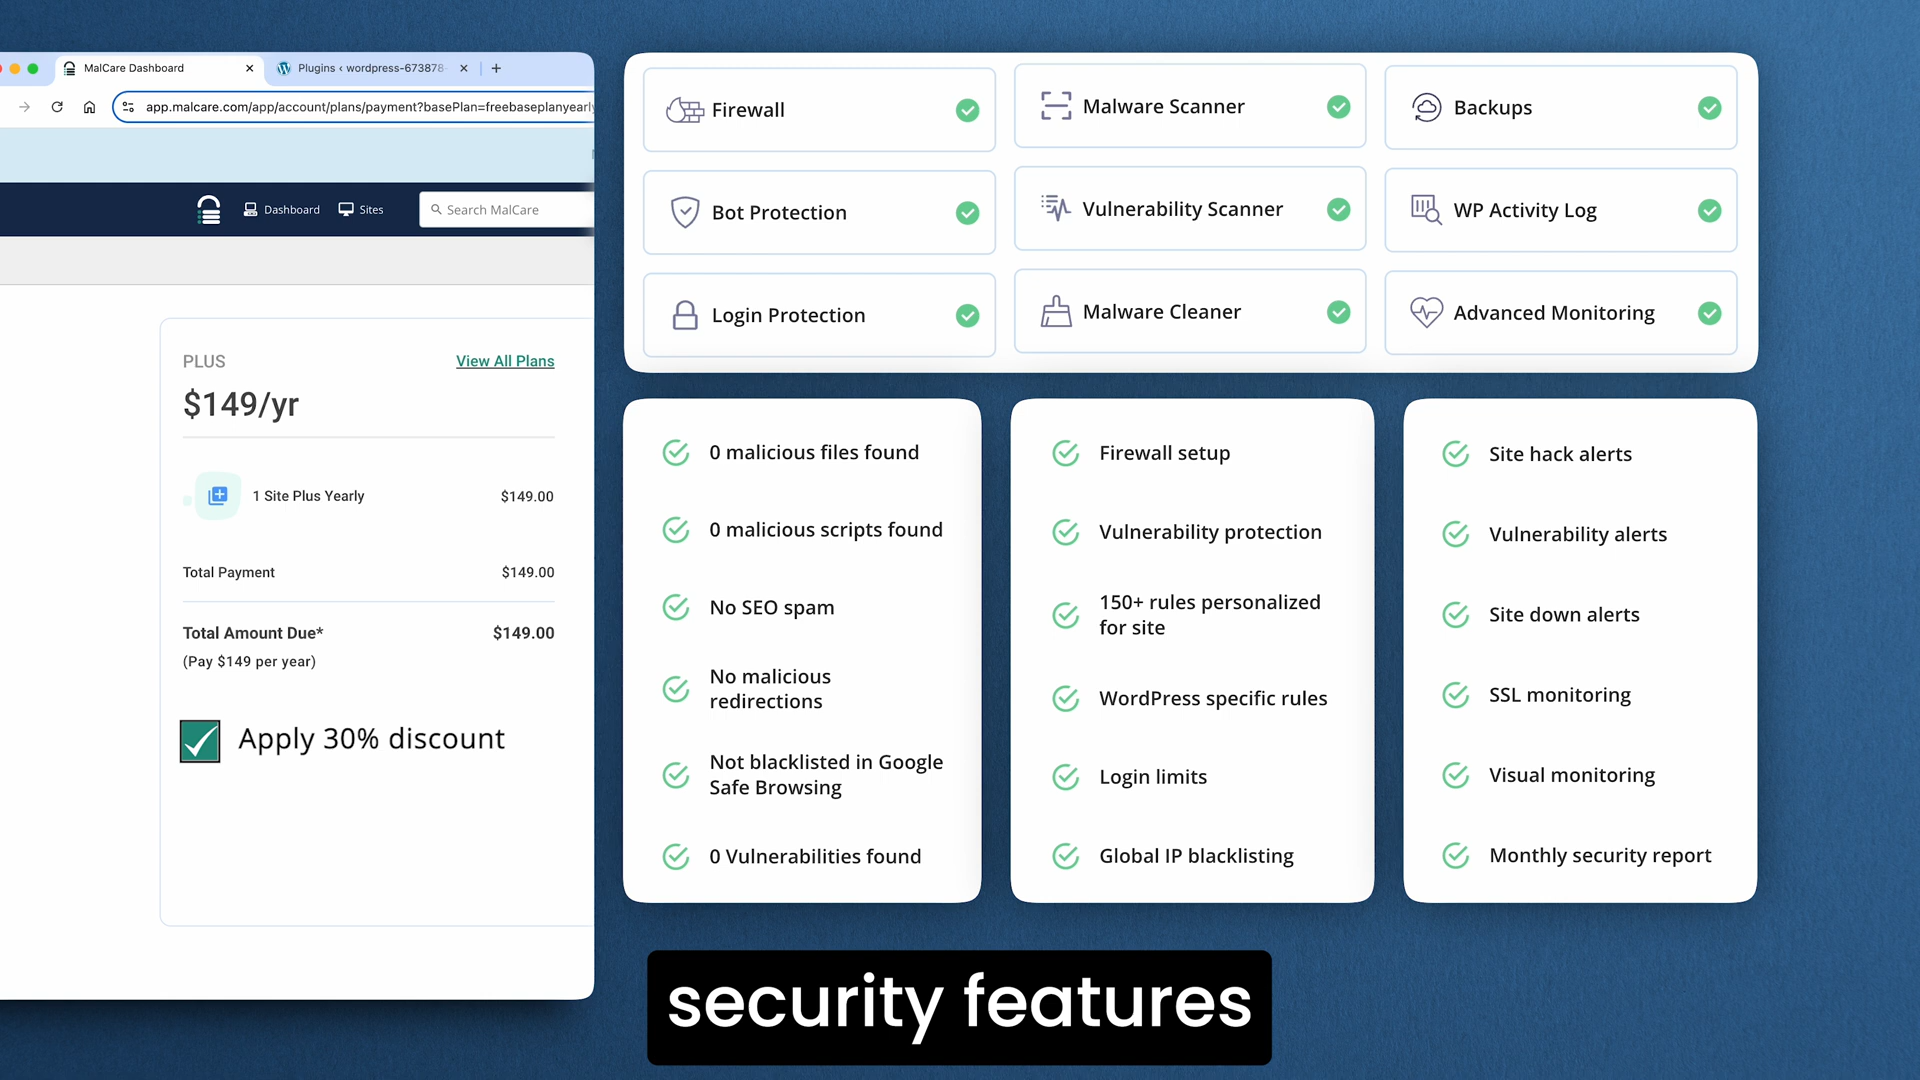 MalCare Dashboard
Plugins ‹ wordpress-673878-
app.malcare.com/app/account/plans/payment?basePlan=freebaseplanyearly
Dashboard
Sites
Search MalCare
PLUS
View All Plans
$149/yr
1 Site Plus Yearly
$149.00
Total Payment
$149.00
Total Amount Due*
$149.00
(Pay $149 per year)
Apply 30% discount
Firewall
Malware Scanner
Backups
Bot Protection
Vulnerability Scanner
WP Activity Log
Login Protection
Malware Cleaner
Advanced Monitoring
0 malicious files found
0 malicious scripts found
No SEO spam
No malicious
redirections
Not blacklisted in Google
Safe Browsing
0 Vulnerabilities found
Firewall setup
Vulnerability protection
150+ rules personalized
for site
WordPress specific rules
Login limits
Global IP blacklisting
Site hack alerts
Vulnerability alerts
Site down alerts
SSL monitoring
Visual monitoring
Monthly security report
security features